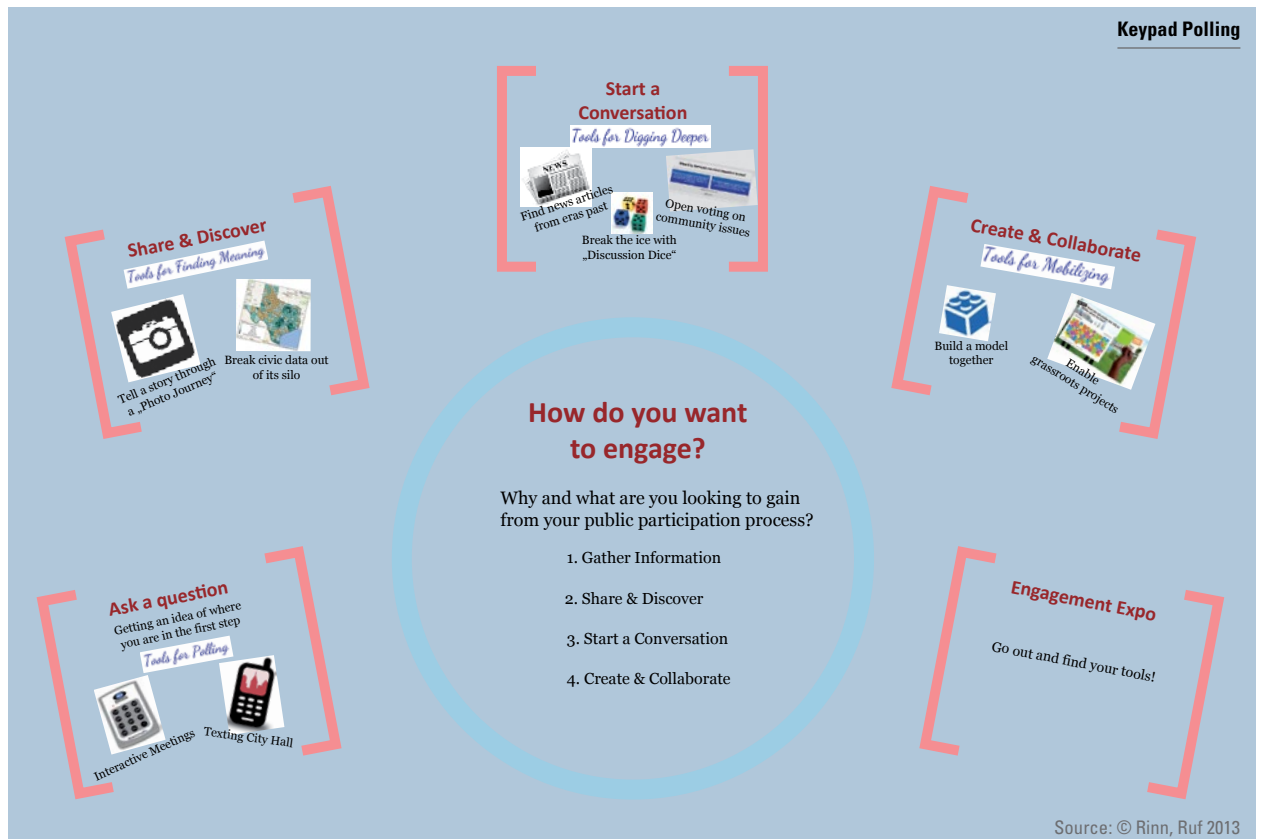 Keypad Polling
Start a
Conversation
Tools for Digging Deeper
NEWS
Find news articles
from eras past
Break the ice with
„Discussion Dice“
Open voting on
community issues
Share & Discover
Tools for Finding Meaning
Tell a story through
a „Photo Journey“
Break civic data out
of its silo
Create & Collaborate
Tools for Mobilizing
Build a model
together
Enable
grassroots projects
How do you want
to engage?
Why and what are you looking to gain
from your public participation process?
1. Gather Information
2. Share & Discover
3. Start a Conversation
4. Create & Collaborate
Ask a question
Getting an idea of where
you are in the first step
Tools for Polling
Interactive Meetings
Texting City Hall
Engagement Expo
Go out and find your tools!
Source: © Rinn, Ruf 2013